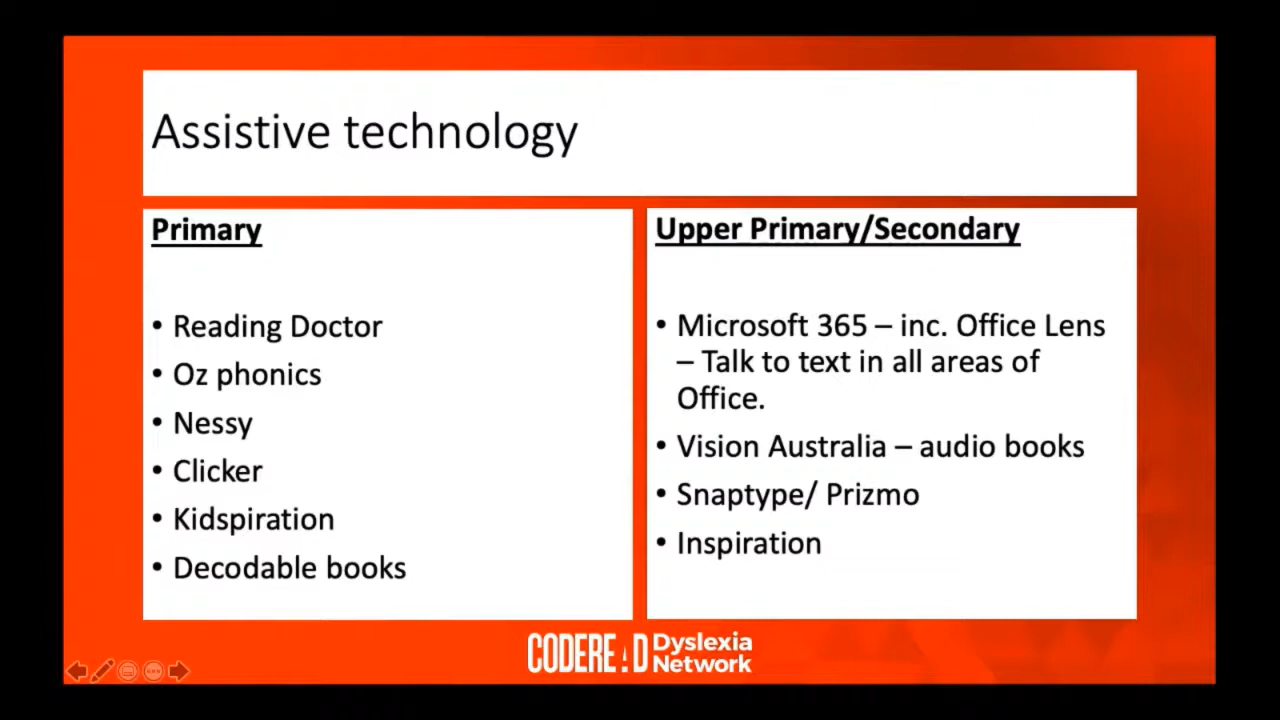 Assistive technology
Primary
• Reading Doctor
• Oz phonics
• Nessy
• Clicker
• Kidspiration
• Decodable books
Upper Primary/Secondary
• Microsoft 365 – inc. Office Lens
– Talk to text in all areas of
Office.
• Vision Australia – audio books
• Snaptype/ Prizmo
• Inspiration
CODEREAD Dyslexia
Network